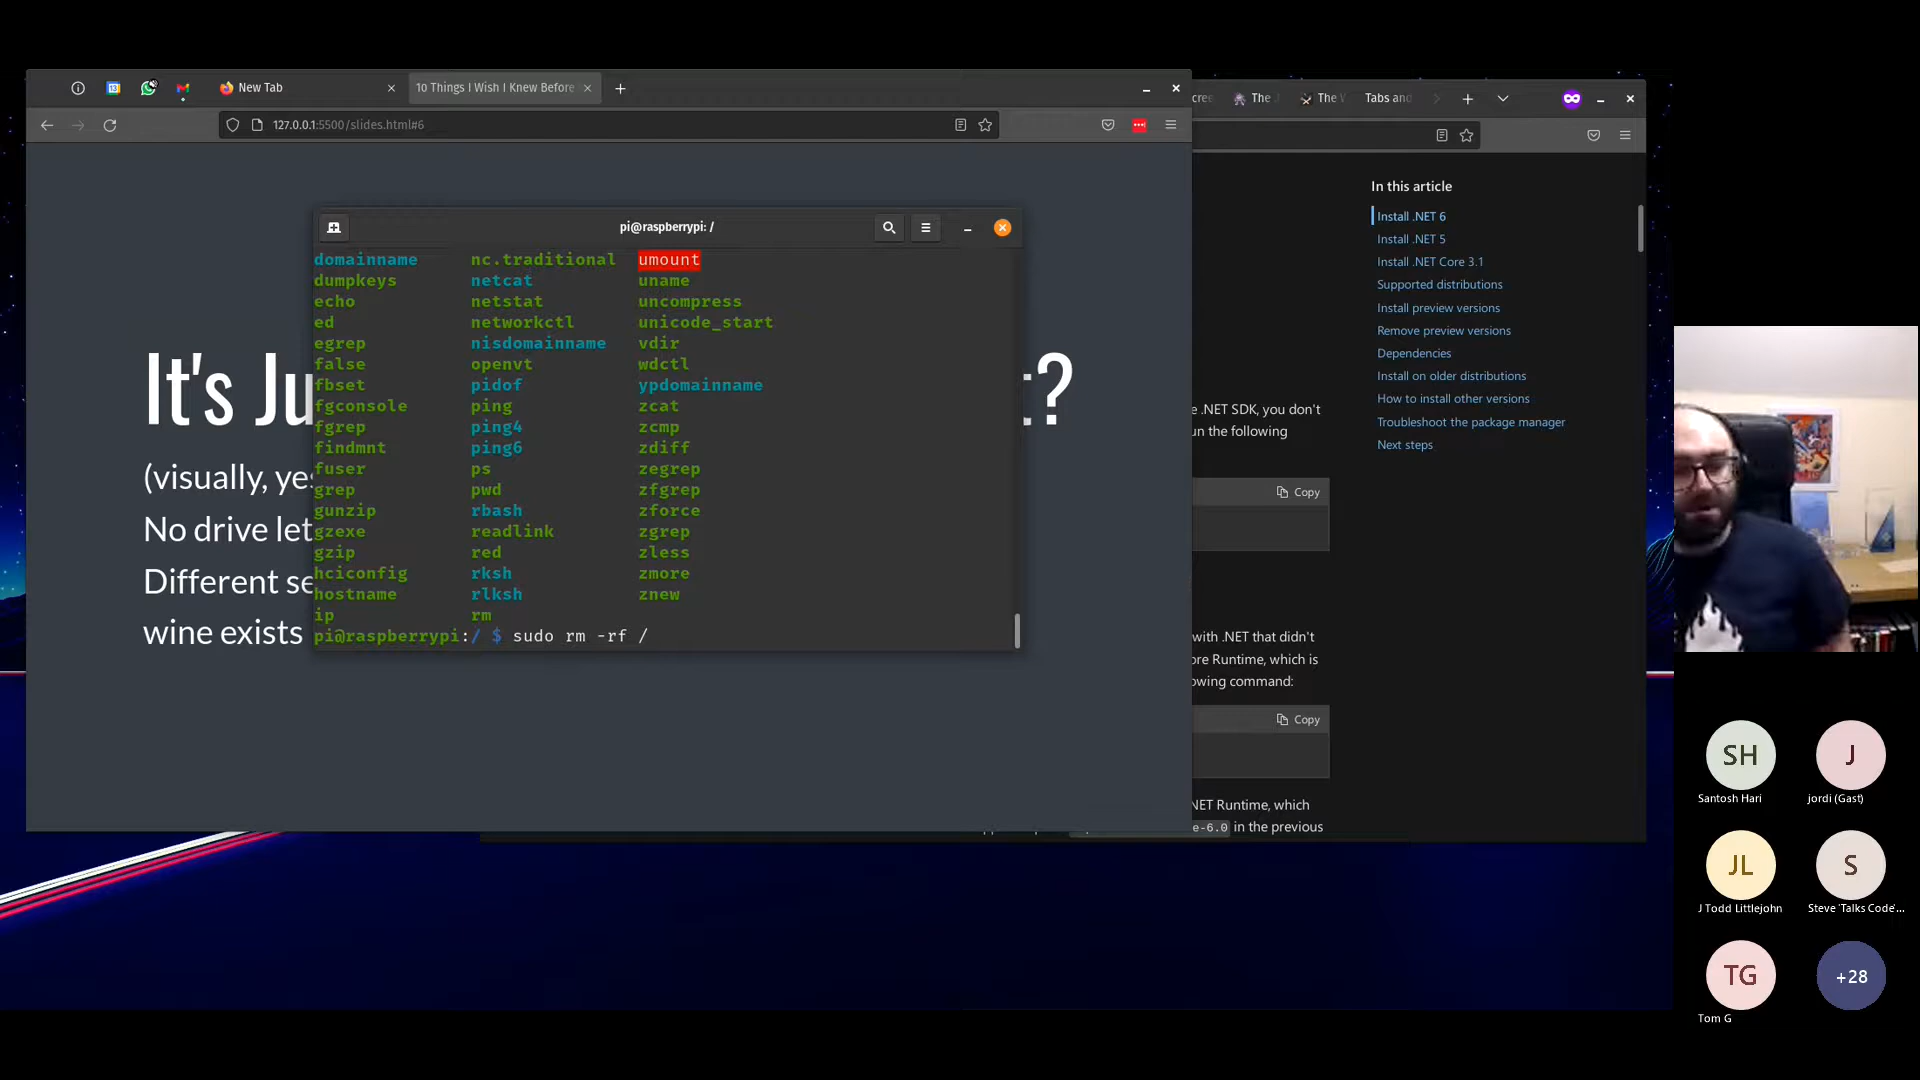 New Tab
10 Things I Wish I Knew Before
127.0.0.1:5500/slides.html#6
cree
The J
The V
Tabs and
It's Ju
t?
(visually, yes
No drive let
Different se
wine exists
pi@raspberrypi: /
domainname nc.traditional umount
dumpkeys netcat uname
echo netstat uncompress
ed networkctl unicode_start
egrep nisdomainname vdir
false openvt wdctl
fbset pidof ypdomainname
fgconsole ping zcat
fgrep ping4 zcmp
findmnt ping6 zdiff
fuser ps zegrep
grep pwd zfgrep
gunzip rbash zforce
gzexe readlink zgrep
gzip red zless
hciconfig rksh zmore
hostname rlksh znew
ip rm
pi@raspberrypi:/ $ sudo rm -rf /
In this article
Install .NET 6
Install .NET 5
Install .NET Core 3.1
Supported distributions
Install preview versions
Remove preview versions
Dependencies
Install on older distributions
How to install other versions
Troubleshoot the package manager
Next steps
e .NET SDK, you don't
un the following
Copy
with .NET that didn't
ore Runtime, which is
owing command:
Copy
NET Runtime, which
e-6.0 in the previous
SH
Santosh Hari
J
jordi (Gast)
JL
J Todd Littlejohn
S
Steve 'Talks Code'...
TG
Tom G
+28